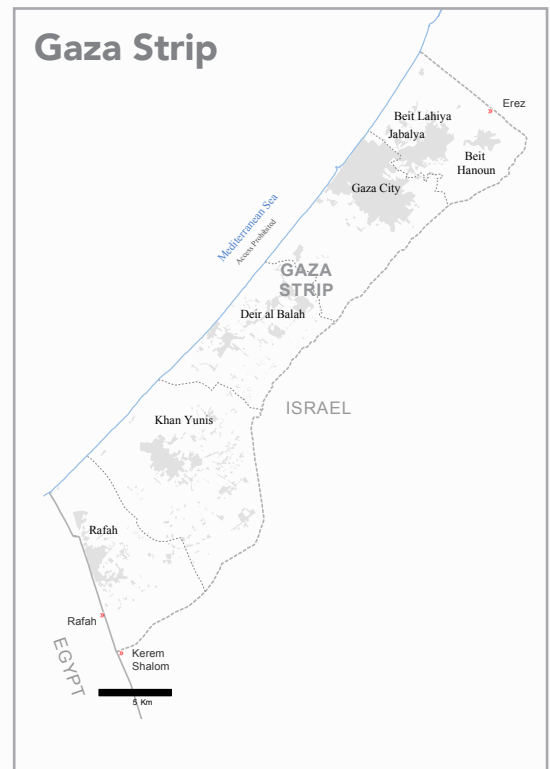 Gaza Strip
Erez
Beit Lahiya
Jabalya
Beit
Hanoun
Gaza City
Mediterranean Sea
Access Prohibited
GAZA
STRIP
Deir al Balah
ISRAEL
Khan Yunis
Rafah
Rafah
Kerem
Shalom
EGYPT
5 Km